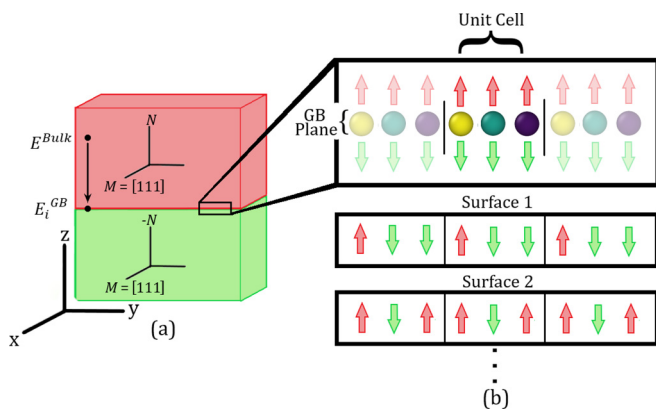 Unit Cell
GB
Plane
E^Bulk
N
M = [111]
E_i^GB
-N
M = [111]
z
y
x
(a)
Surface 1
Surface 2
(b)